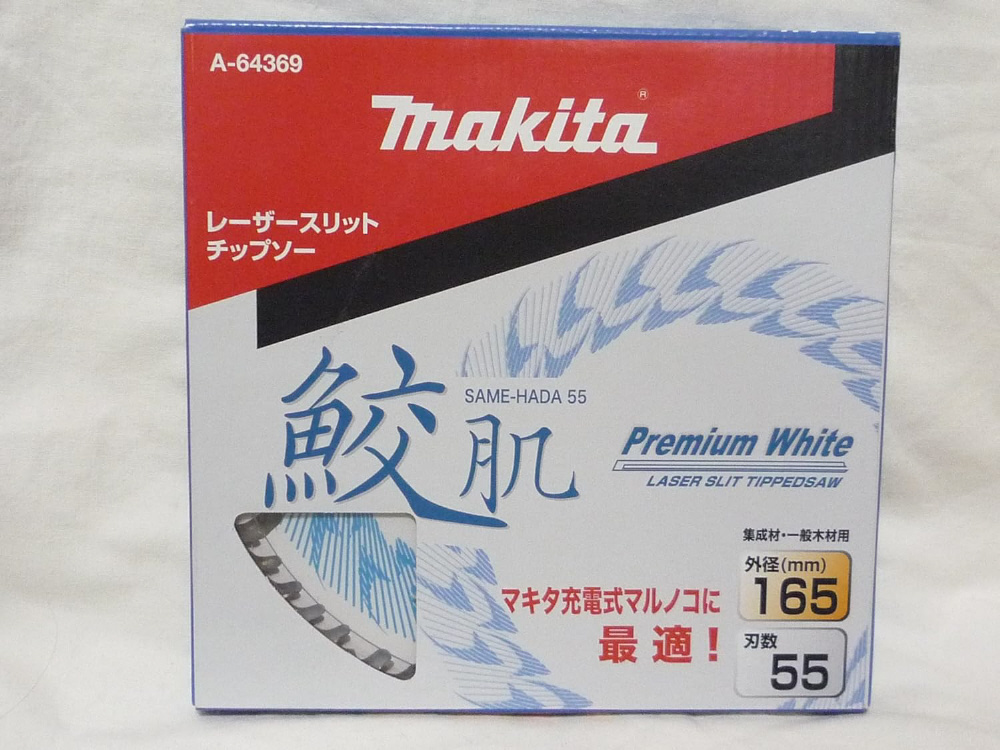 A-64369
makita®
レーザースリット
チップソー
鮫肌
SAME-HADA 55
Premium White
LASER SLIT TIPPEDSAW
集成材・一般木材用
外径(mm)
165
マキタ充電式マルノコに
最適！
刃数
55